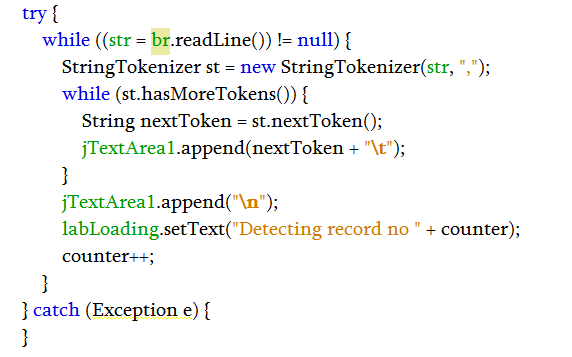 try {
while ((str = br.readLine()) != null) {
StringTokenizer st = new StringTokenizer(str, ",");
while (st.hasMoreTokens()) {
String nextToken = st.nextToken();
jTextArea1.append(nextToken + "\t");
}
jTextArea1.append("\n");
labLoading.setText("Detecting record no " + counter);
counter++;
}
} catch (Exception e) {
}